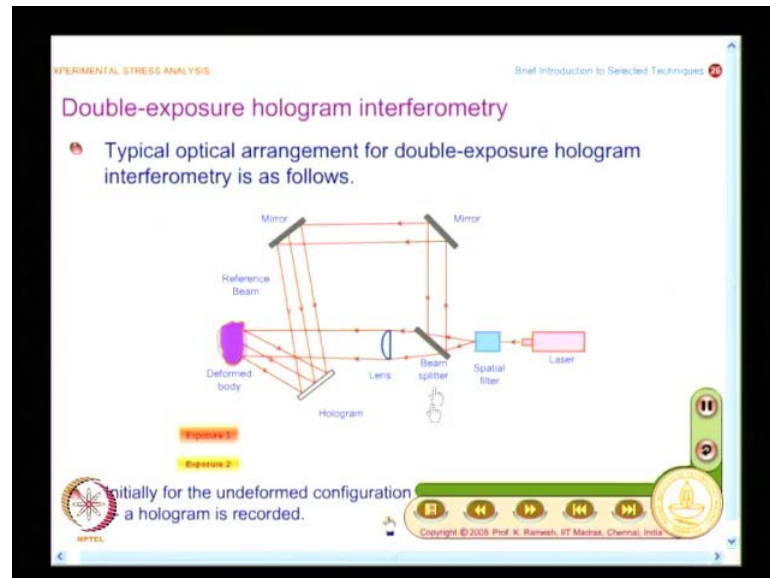 XPERIMENTAL STRESS ANALYSIS
Brief Introduction to Selected Techniques 26
Double-exposure hologram interferometry
Typical optical arrangement for double-exposure hologram
interferometry is as follows.
Mirror
Mirror
Reference
Beam
Deformed
body
Lens
Beam
splitter
Spatial
filter
Laser
Hologram
Exposure 1
Exposure 2
nitially for the undeformed configuration
a hologram is recorded.
NPTEL
Copyright © 2008 Prof. K. Ramesh, IIT Madras, Chennai, India